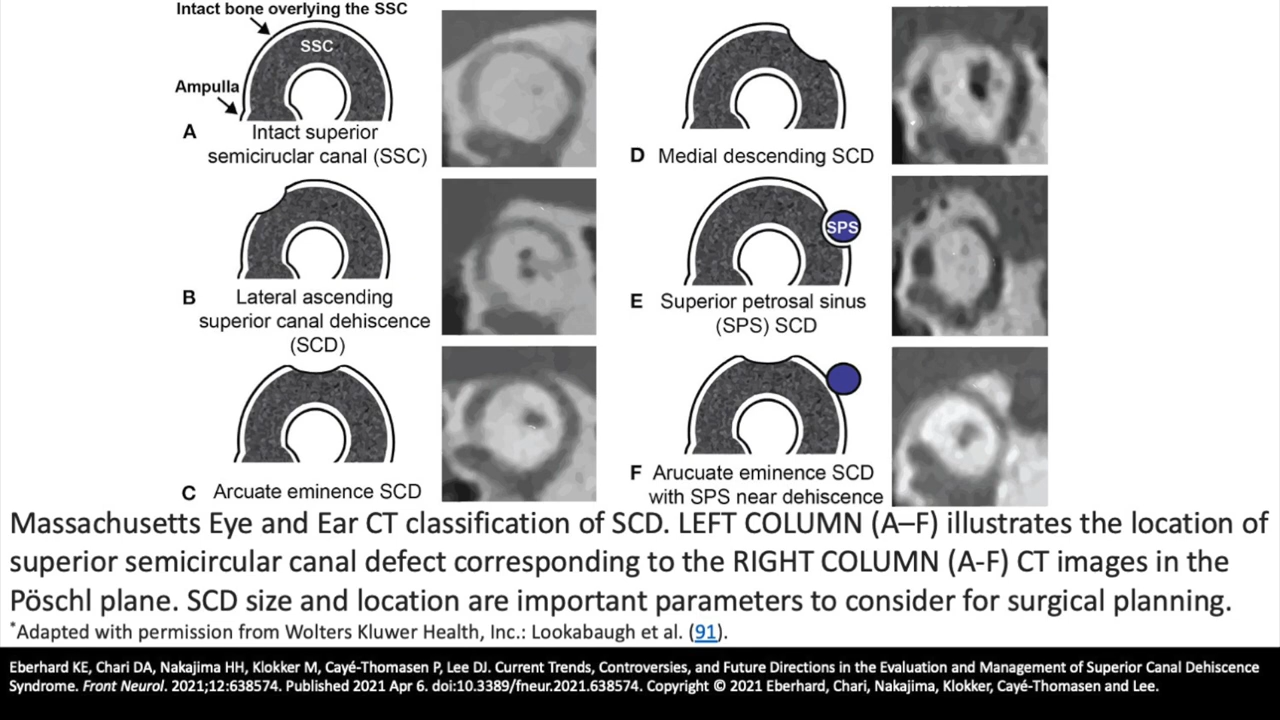 Intact bone overlying the SSC
SSC
Ampulla
A Intact superior
semiciruclar canal (SSC)
B Lateral ascending
superior canal dehiscence
(SCD)
C Arcuate eminence SCD
D Medial descending SCD
SPS
E Superior petrosal sinus
(SPS) SCD
F Arucuate eminence SCD
with SPS near dehiscence
Massachusetts Eye and Ear CT classification of SCD. LEFT COLUMN (A–F) illustrates the location of
superior semicircular canal defect corresponding to the RIGHT COLUMN (A-F) CT images in the
Pöschl plane. SCD size and location are important parameters to consider for surgical planning.
*Adapted with permission from Wolters Kluwer Health, Inc.: Lookabaugh et al. (91).
Eberhard KE, Chari DA, Nakajima HH, Klokker M, Cayé-Thomasen P, Lee DJ. Current Trends, Controversies, and Future Directions in the Evaluation and Management of Superior Canal Dehiscence
Syndrome. Front Neurol. 2021;12:638574. Published 2021 Apr 6. doi:10.3389/fneur.2021.638574. Copyright © 2021 Eberhard, Chari, Nakajima, Klokker, Cayé-Thomasen and Lee.